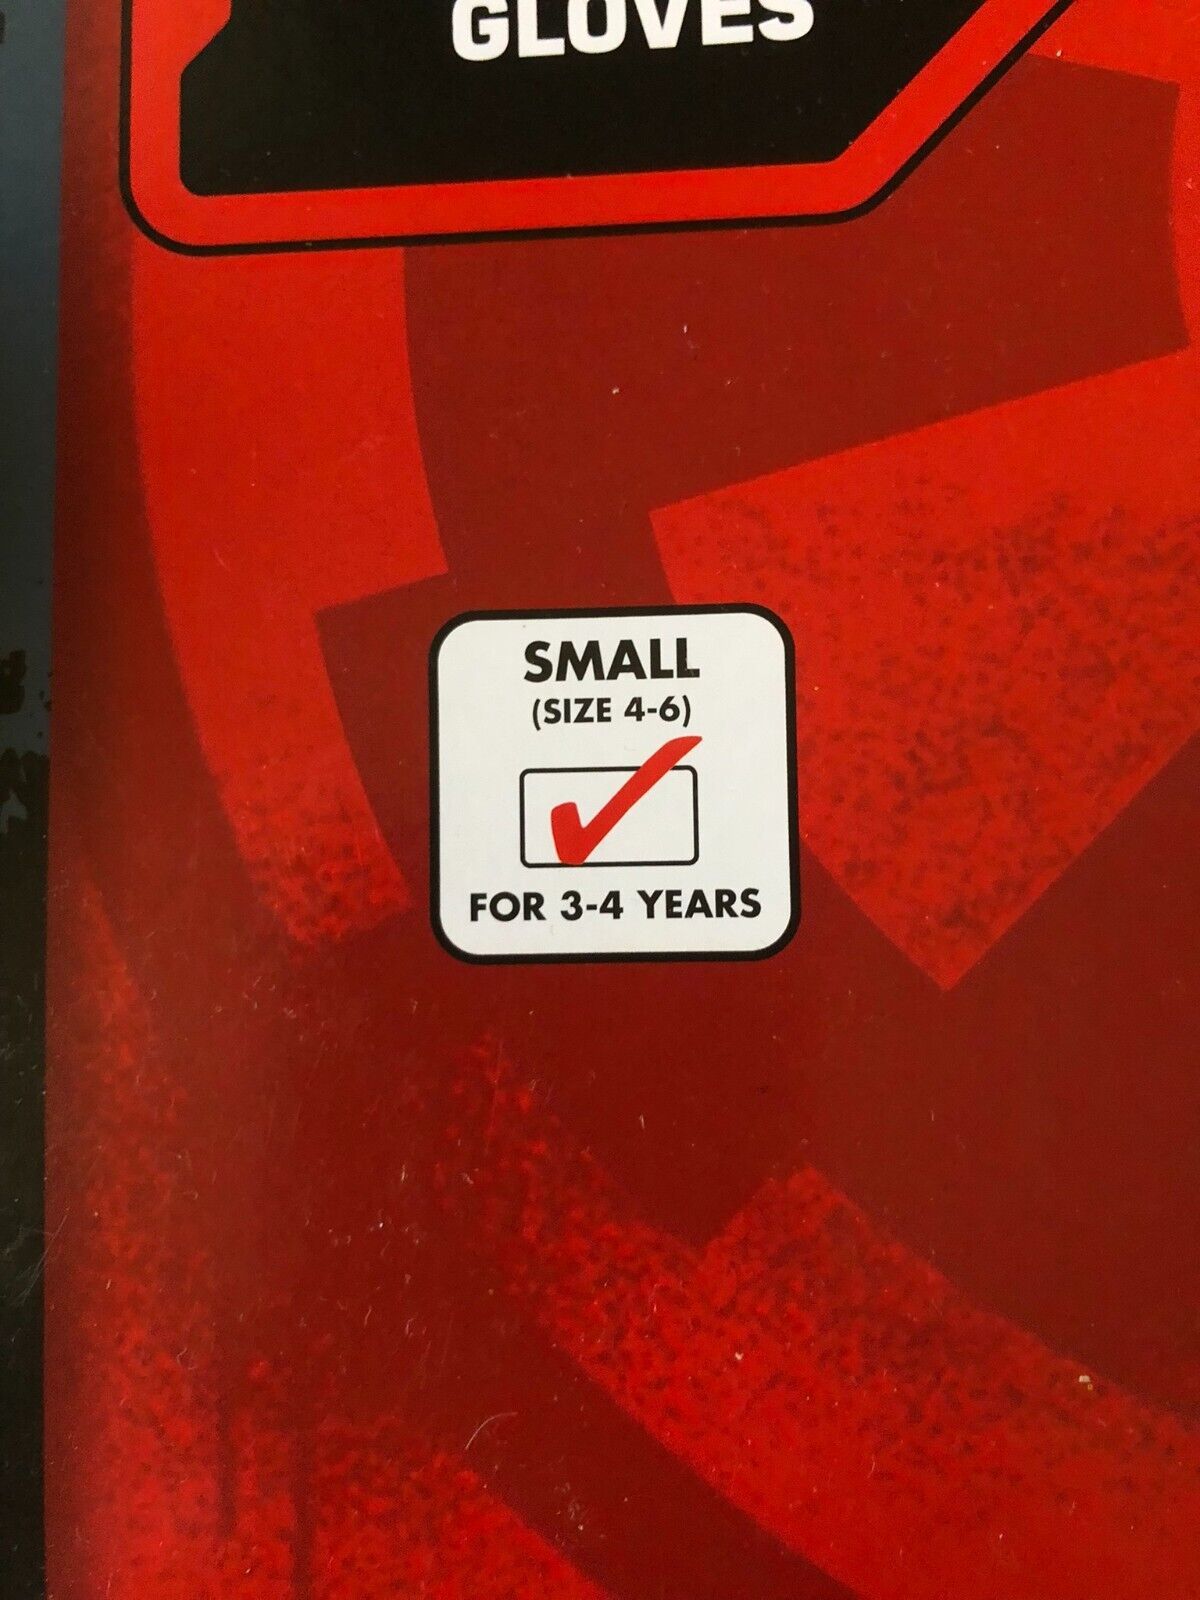 GLOVES
SMALL
(SIZE 4-6)
FOR 3-4 YEARS